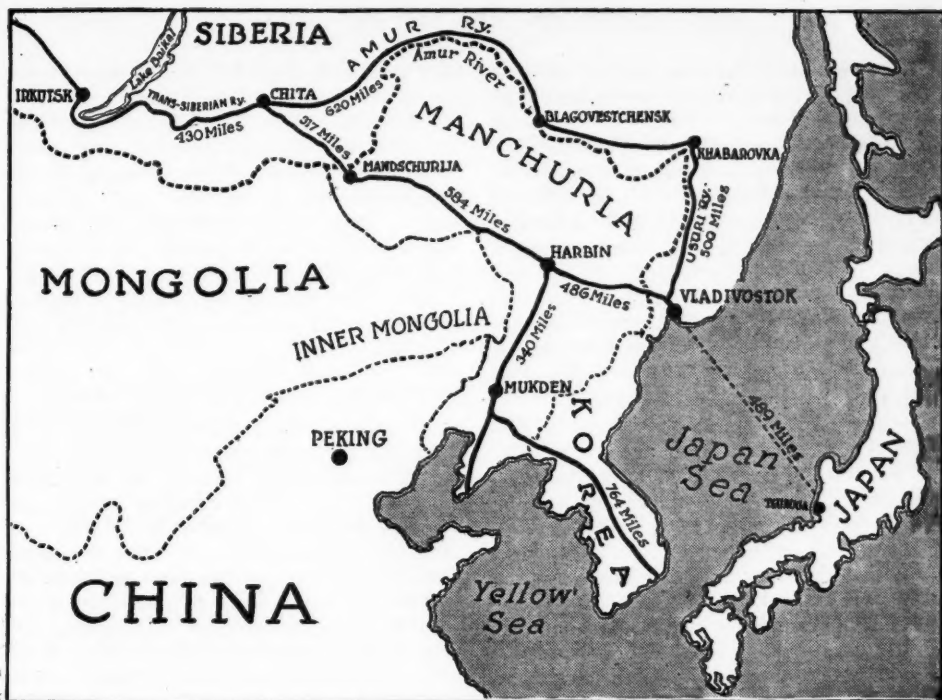 SIBERIA
Lake Baikal
AMUR Ry.
Amur River
IRKUTSK
TRANS-SIBERIAN Ry.
CHITA
620 Miles
430 Miles
317 Miles
BLAGOVESTCHENSK
MANCHURIA
KHABAROVKA
MANDSCHURIJA
584 Miles
USURI Ry.
500 Miles
HARBIN
MONGOLIA
486 Miles
VLADIVOSTOK
INNER MONGOLIA
340 Miles
MUKDEN
489 Miles
KOREA
PEKING
Japan
Sea
JAPAN
764 Miles
CHINA
Yellow
Sea